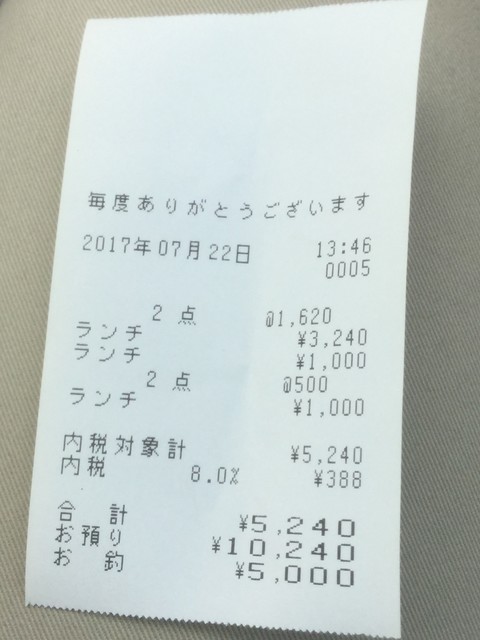 毎度ありがとうございます
2017年07月22日 13:46
0005
2点 @1,620
ランチ ¥3,240
ランチ ¥1,000
2点 @500
ランチ ¥1,000
内税対象計 ¥5,240
内税 8.0% ¥388
合計 ¥5,240
お預り ¥10,240
お釣 ¥5,000